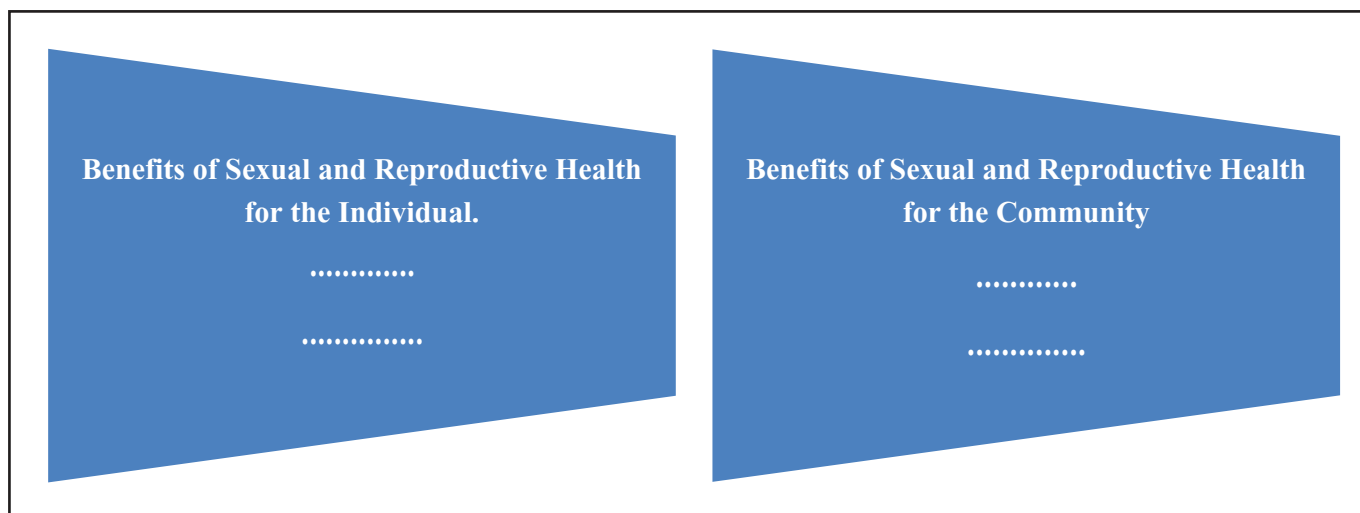 Benefits of Sexual and Reproductive Health
for the Individual.
.............
...............
Benefits of Sexual and Reproductive Health
for the Community
.............
..............